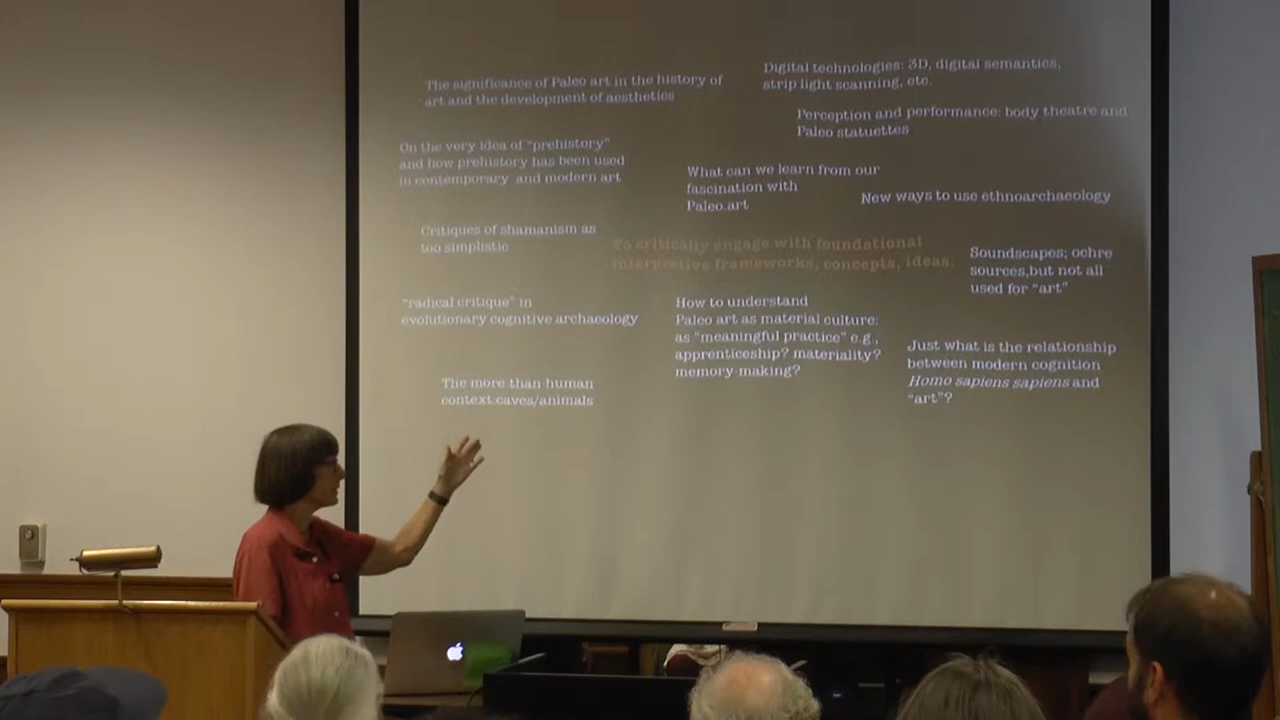 The significance of Paleo art in the history of
art and the development of aesthetics
Digital technologies: 3D, digital semantics,
strip light scanning, etc.
Perception and performance: body theatre and
Paleo statuettes
On the very idea of "prehistory"
and how prehistory has been used
in contemporary and modern art
What can we learn from our
fascination with
Paleo.art
New ways to use ethnoarchaeology
Critiques of shamanism as
too simplistic
To critically engage with foundational
interpretive frameworks, concepts, ideas.
Soundscapes; ochre
sources,but not all
used for "art"
"radical critique" in
evolutionary cognitive archaeology
How to understand
Paleo art as material culture:
as "meaningful practice" e.g.,
apprenticeship? materiality?
memory-making?
Just what is the relationship
between modern cognition
Homo sapiens sapiens and
"art"?
The more than-human
context:caves/animals